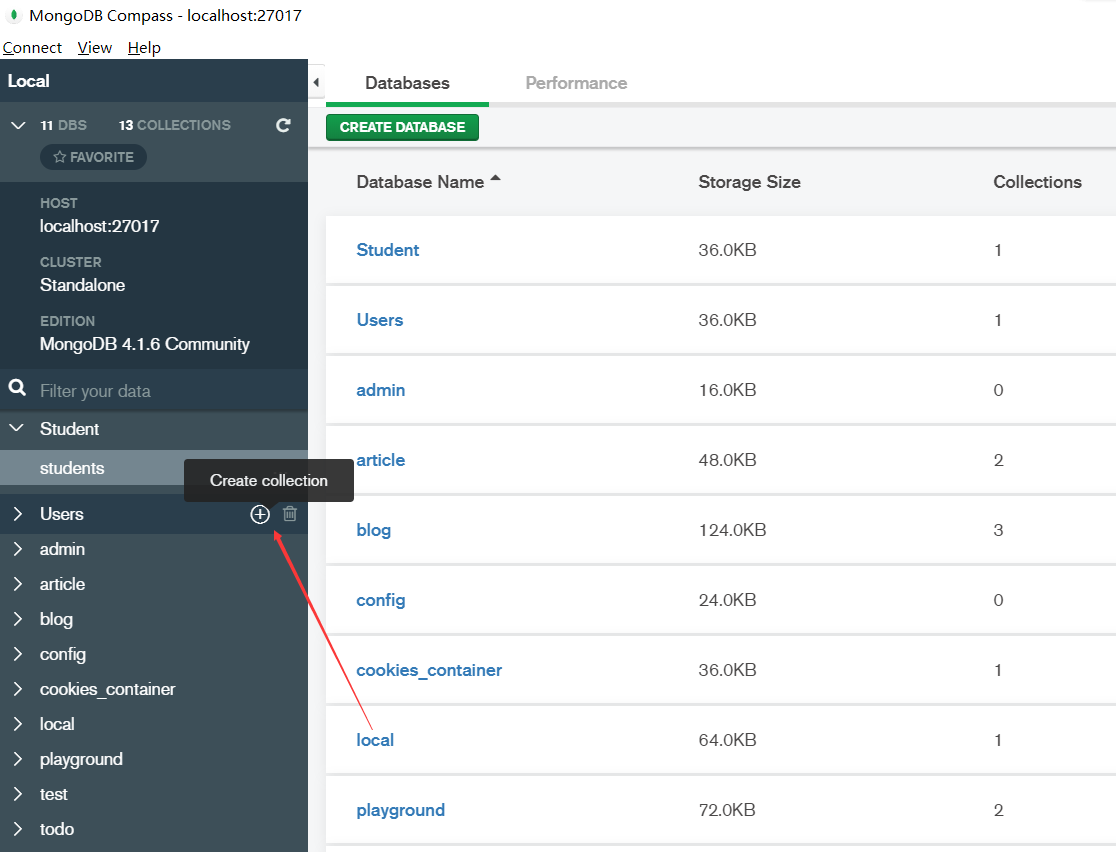 MongoDB Compass - localhost:27017
Connect View Help
Local
11 DBS 13 COLLECTIONS
FAVORITE
HOST
localhost:27017
CLUSTER
Standalone
EDITION
MongoDB 4.1.6 Community
Filter your data
Student
students
Create collection
Users
admin
article
blog
config
cookies_container
local
playground
test
todo
Databases Performance
CREATE DATABASE
Database Name Storage Size Collections
Student 36.0KB 1
Users 36.0KB 1
admin 16.0KB 0
article 48.0KB 2
blog 124.0KB 3
config 24.0KB 0
cookies_container 36.0KB 1
local 64.0KB 1
playground 72.0KB 2